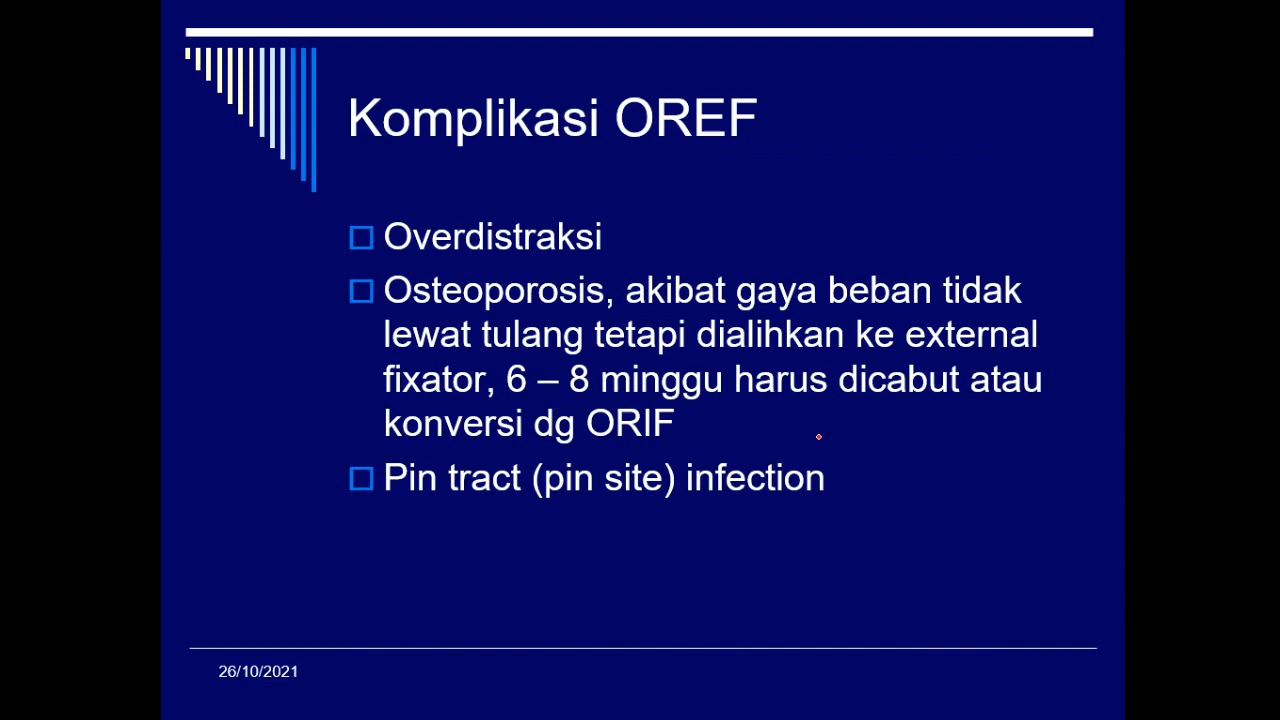 Komplikasi OREF
Overdistraksi
Osteoporosis, akibat gaya beban tidak
lewat tulang tetapi dialihkan ke external
fixator, 6 – 8 minggu harus dicabut atau
konversi dg ORIF
Pin tract (pin site) infection
26/10/2021